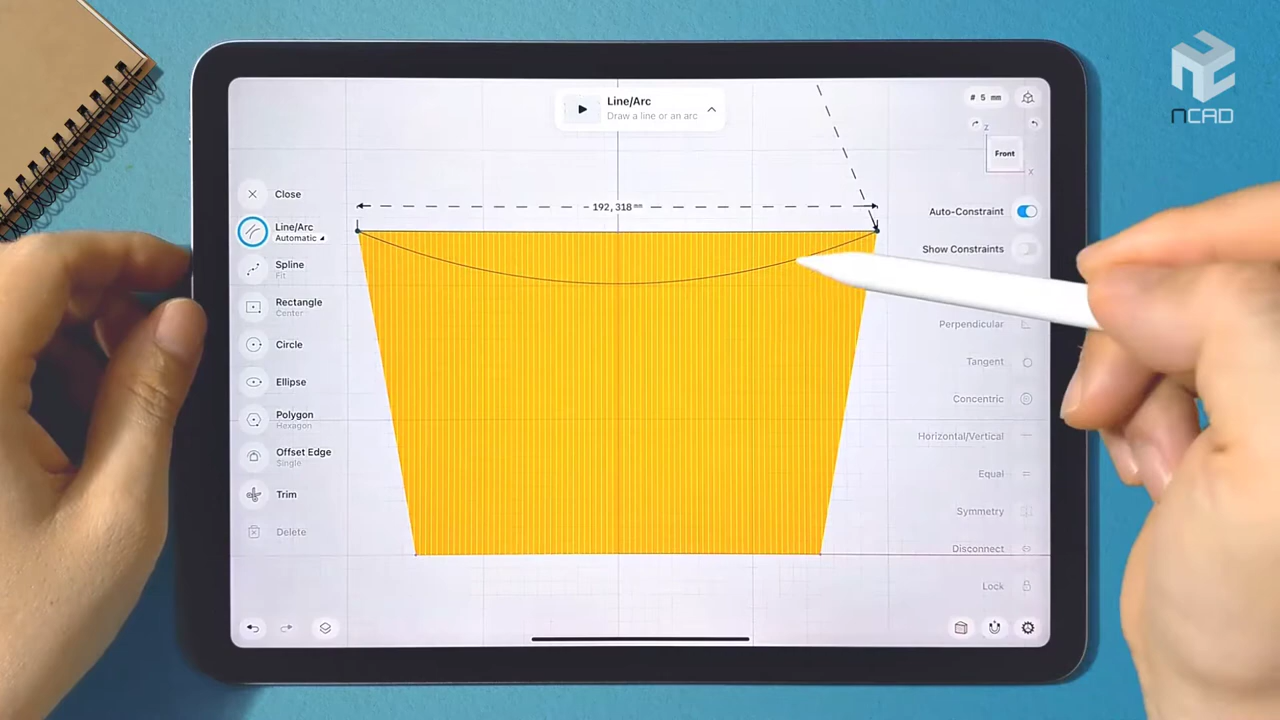 Line/Arc
Draw a line or an arc
# 5 mm
NCAD
Z
Front
X
Close
Line/Arc
Automatic
Spline
Fit
Rectangle
Center
Circle
Ellipse
Polygon
Hexagon
Offset Edge
Single
Trim
Delete
192,318 mm
Auto-Constraint
Show Constraints
Perpendicular
Tangent
Concentric
Horizontal/Vertical
Equal
Symmetry
Disconnect
Lock